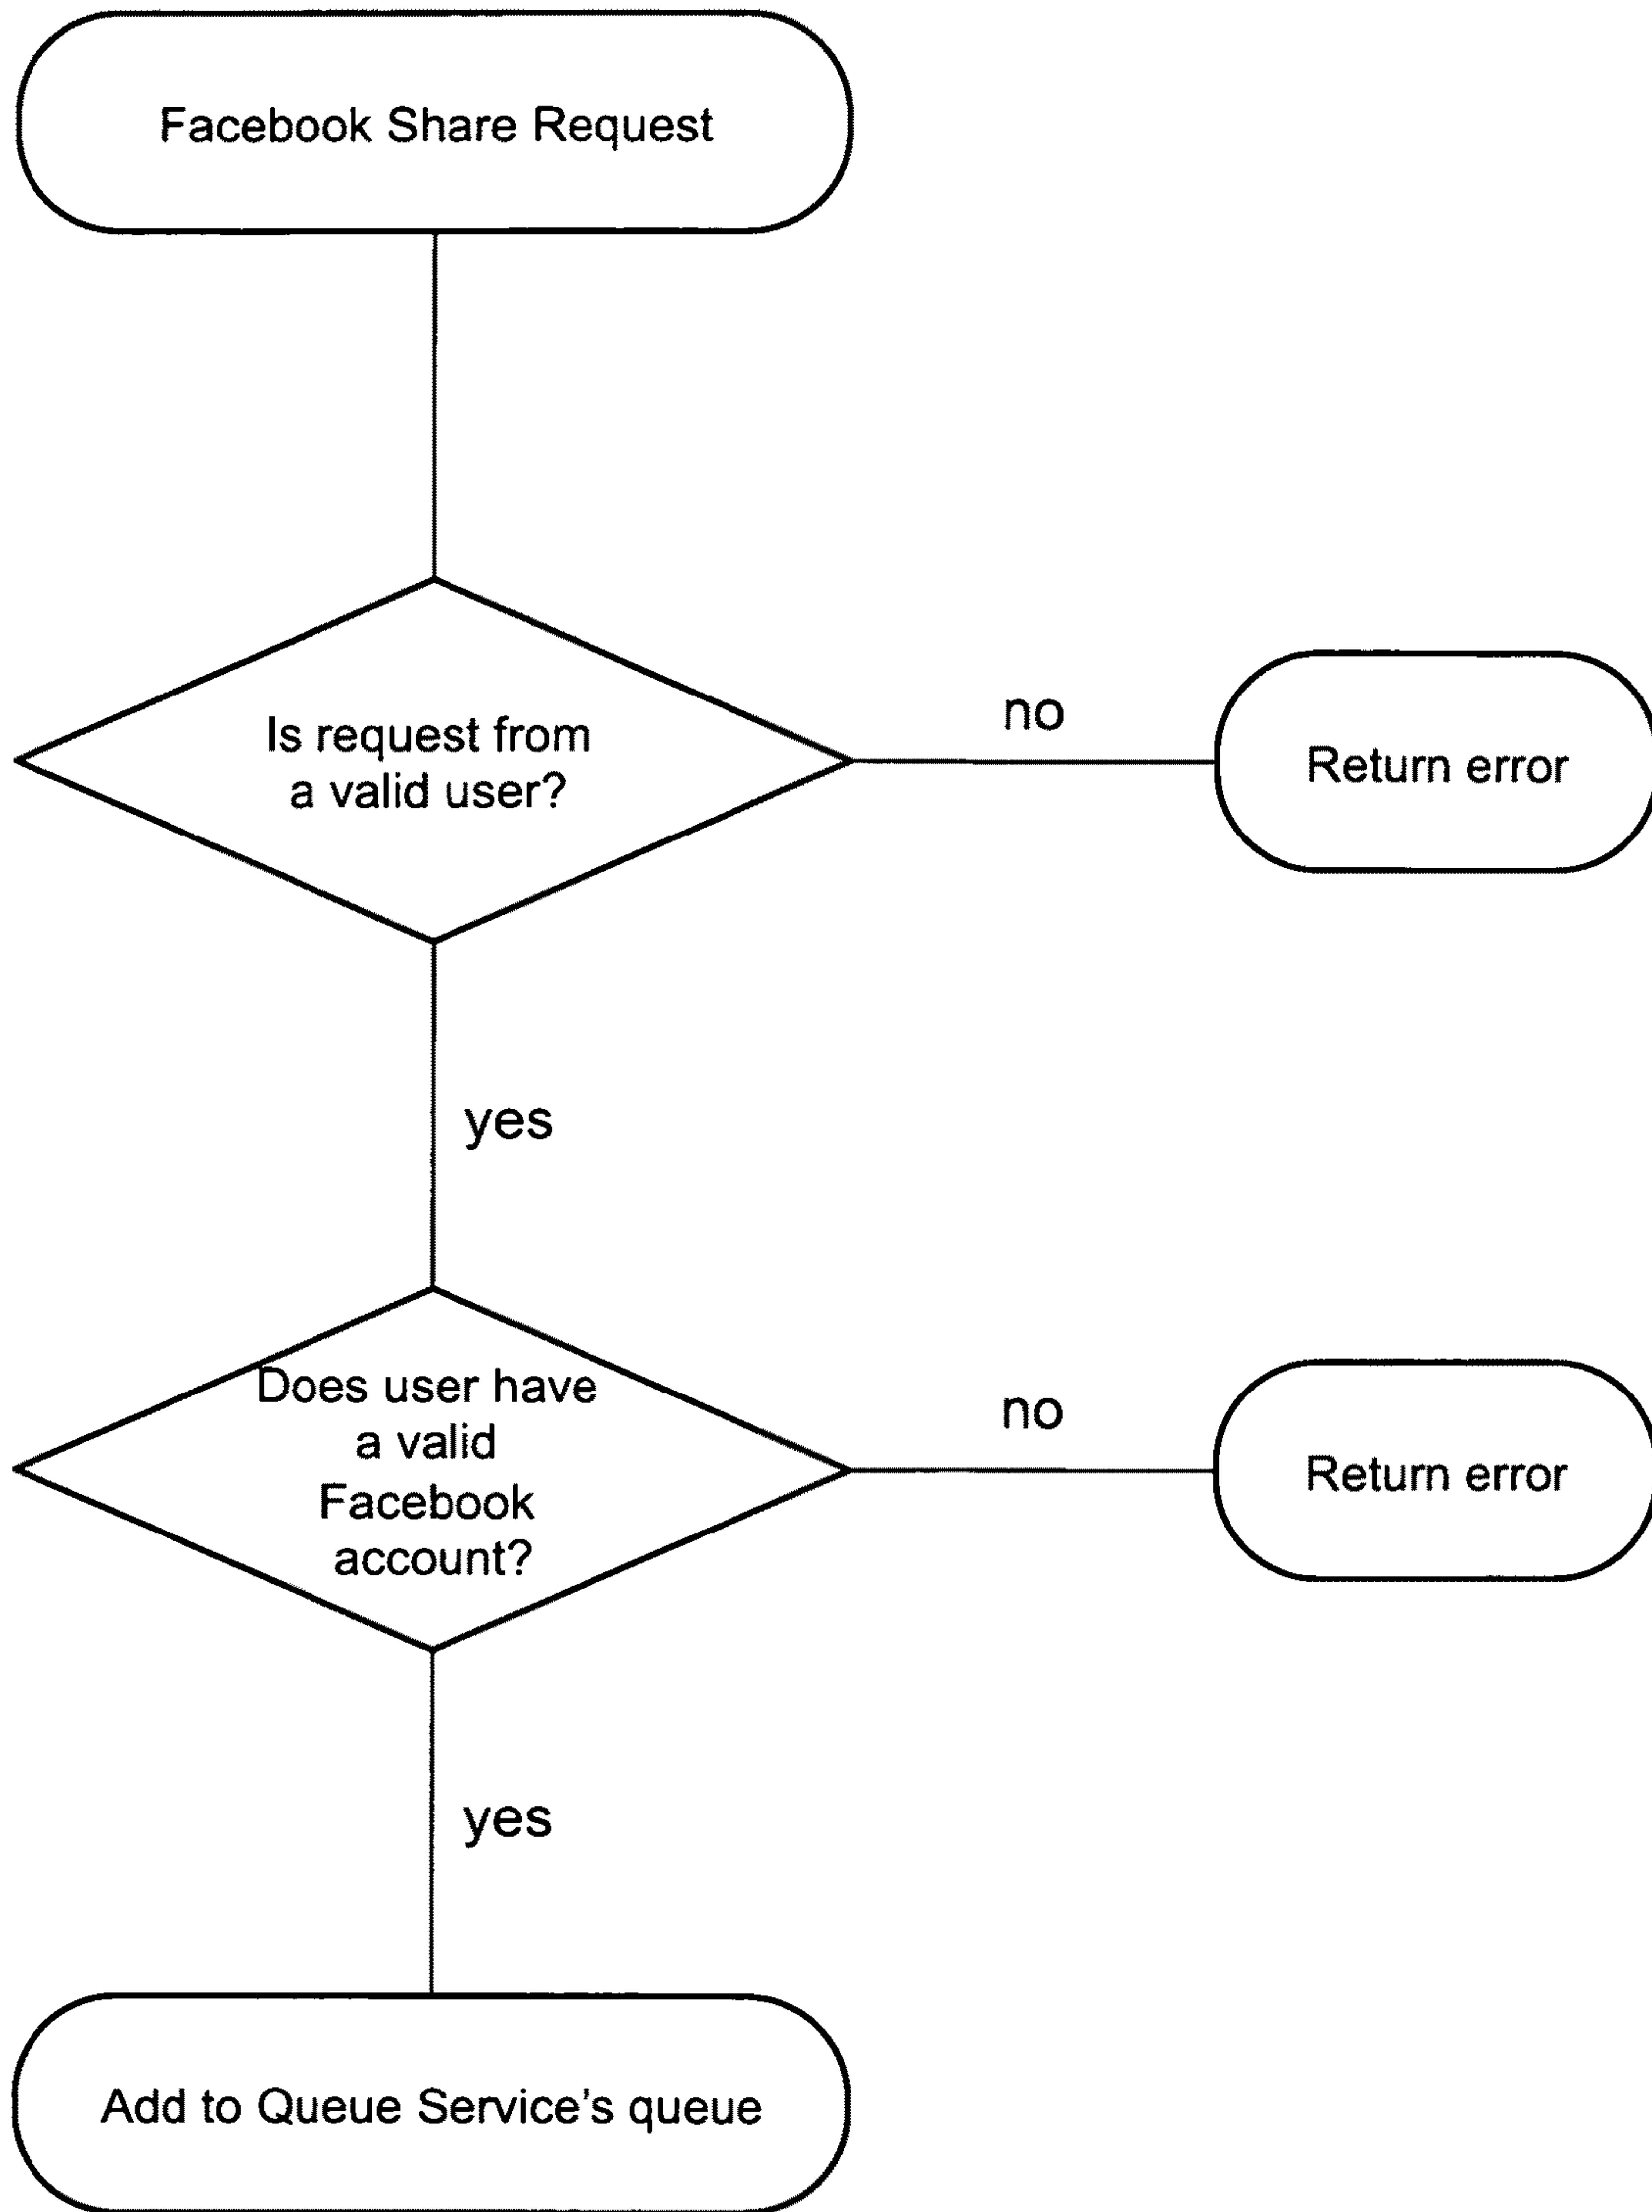 Facebook Share Request
Is request from
a valid user?
no
Return error
yes
Does user have
a valid
Facebook
account?
no
Return error
yes
Add to Queue Service's queue